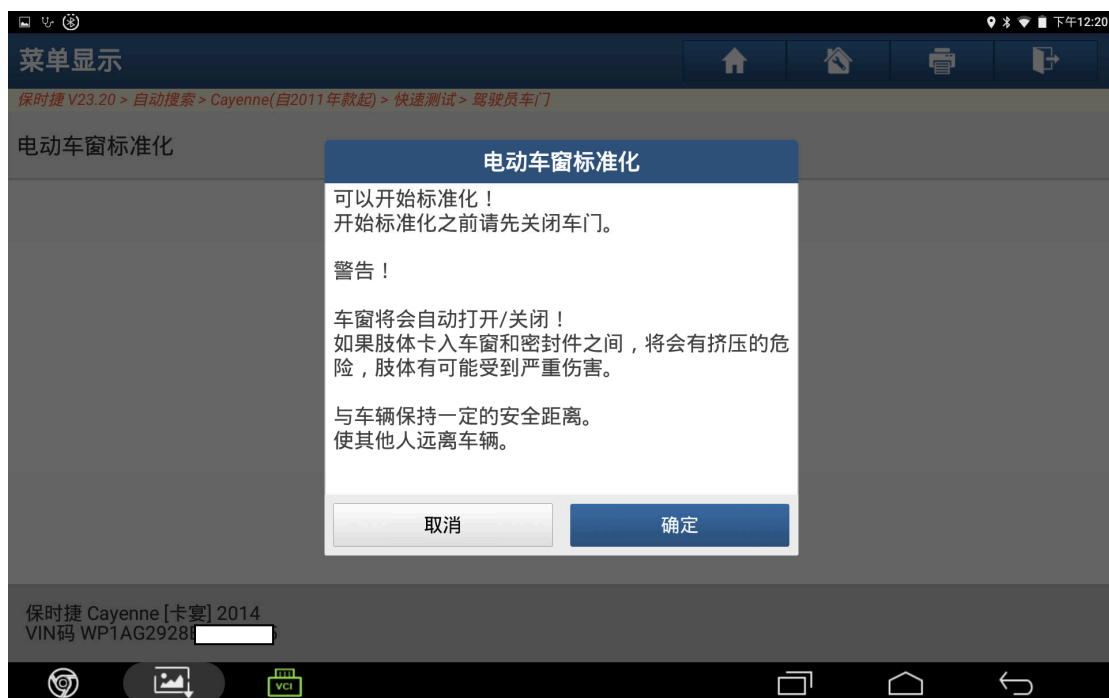 下午12:20
菜单显示
保时捷 V23.20 > 自动搜索 > Cayenne(自2011年款起) > 快速测试 > 驾驶员车门
电动车窗标准化
电动车窗标准化
可以开始标准化！
开始标准化之前请先关闭车门。
警告！
车窗将会自动打开/关闭！
如果肢体卡入车窗和密封件之间，将会有挤压的危
险，肢体有可能受到严重伤害。
与车辆保持一定的安全距离。
使其他人远离车辆。
取消
确定
保时捷 Cayenne [卡宴] 2014
VIN码 WP1AG2928
VCI